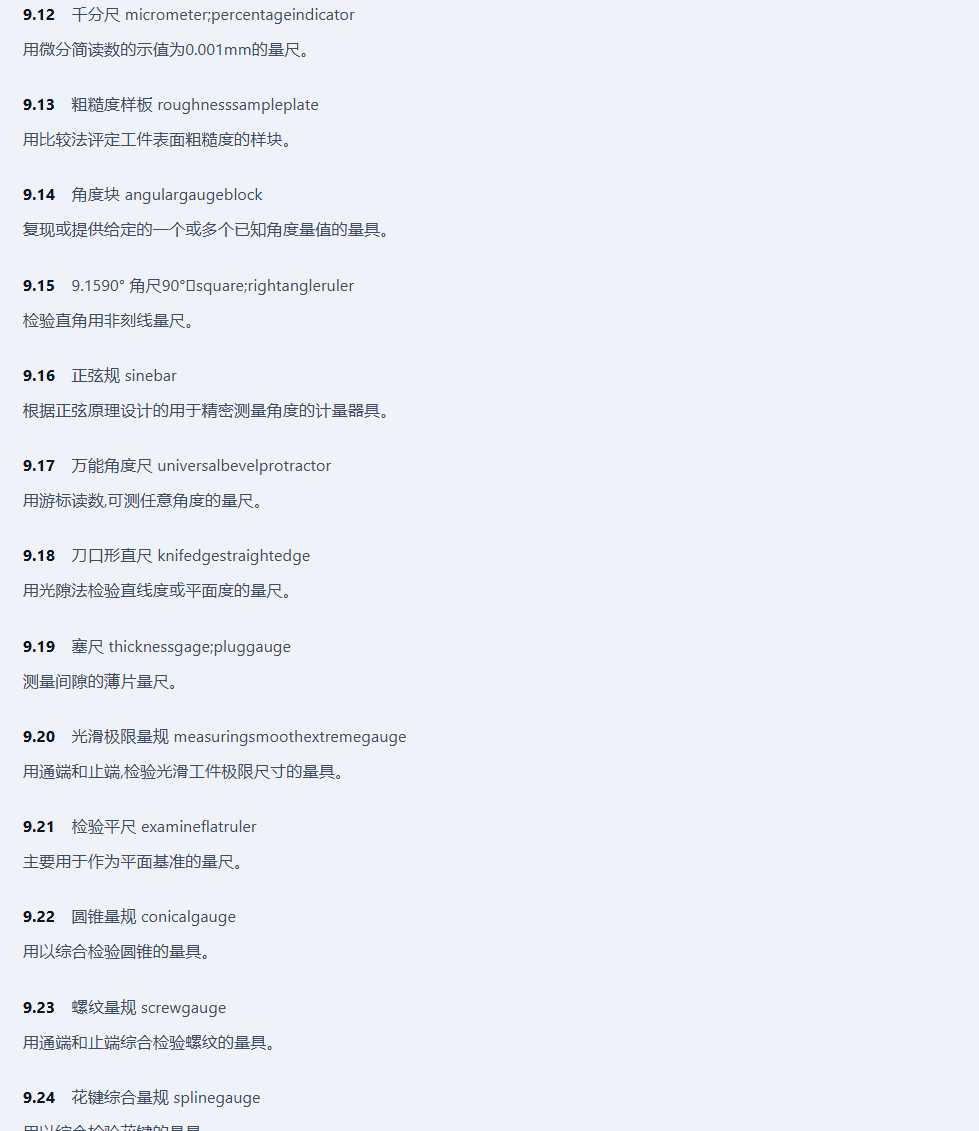 9.12 千分尺 micrometer;percentageindicator
用微分简读数的示值为0.001mm的量尺。
9.13 粗糙度样板 roughnesssampleplate
用比较法评定工件表面粗糙度的样块。
9.14 角度块 angulargaugeblock
复现或提供给定的一个或多个已知角度量值的量具。
9.15 9.1590° 角尺90°▯square;rightangleruler
检验直角用非刻线量尺。
9.16 正弦规 sinebar
根据正弦原理设计的用于精密测量角度的计量器具。
9.17 万能角度尺 universalbevelprotractor
用游标读数,可测任意角度的量尺。
9.18 刀口形直尺 knifedgestraightedge
用光隙法检验直线度或平面度的量尺。
9.19 塞尺 thicknessgage;pluggauge
测量间隙的薄片量尺。
9.20 光滑极限量规 measuringsmoothextremegauge
用通端和止端,检验光滑工件极限尺寸的量具。
9.21 检验平尺 examineflatruler
主要用于作为平面基准的量尺。
9.22 圆锥量规 conicalgauge
用以综合检验圆锥的量具。
9.23 螺纹量规 screwgauge
用通端和止端综合检验螺纹的量具。
9.24 花键综合量规 splinegauge